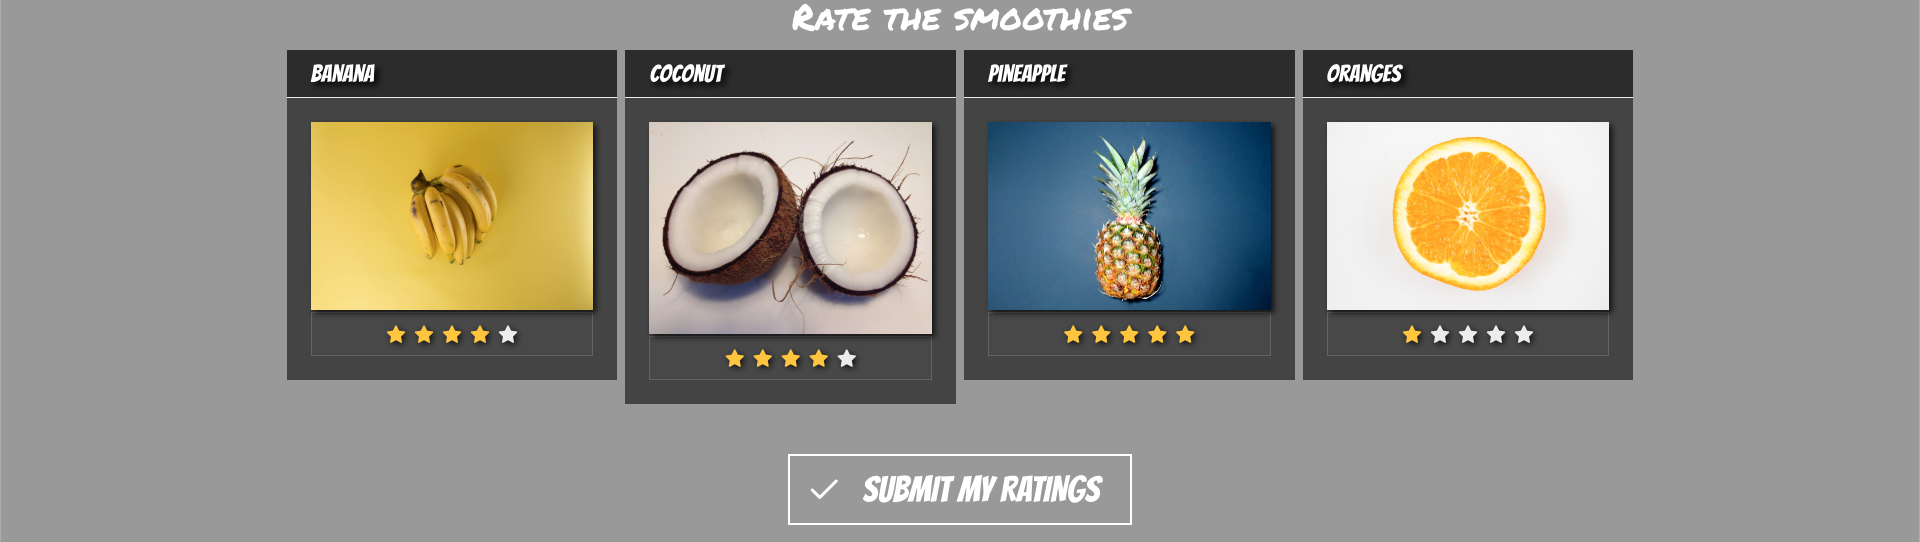 Rate the smoothies
BANANA
COCONUT
PINEAPPLE
ORANGES
SUBMIT MY RATINGS